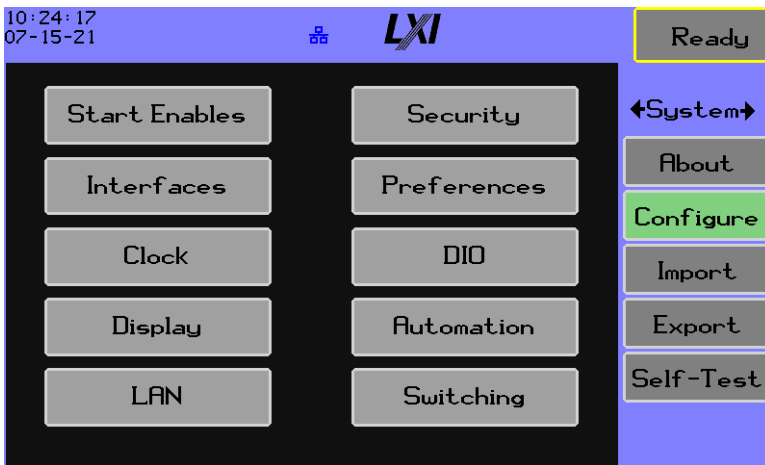 10:24:17
07-15-21
LXI
Ready
Start Enables
Security
Interfaces
Preferences
Clock
DIO
Display
Automation
LAN
Switching
←System→
About
Configure
Import
Export
Self-Test